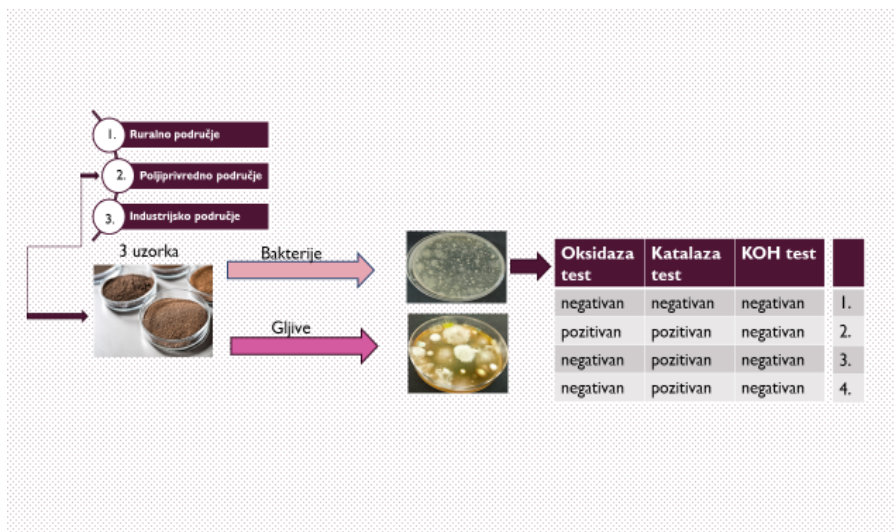 1. Ruralno područje
2. Poljiprivredno područje
3. Industrijsko područje
3 uzorka
Bakterije
Gljive
Oksidaza test Katalaza test KOH test
negativan negativan negativan 1.
pozitivan pozitivan negativan 2.
negativan pozitivan negativan 3.
negativan pozitivan negativan 4.